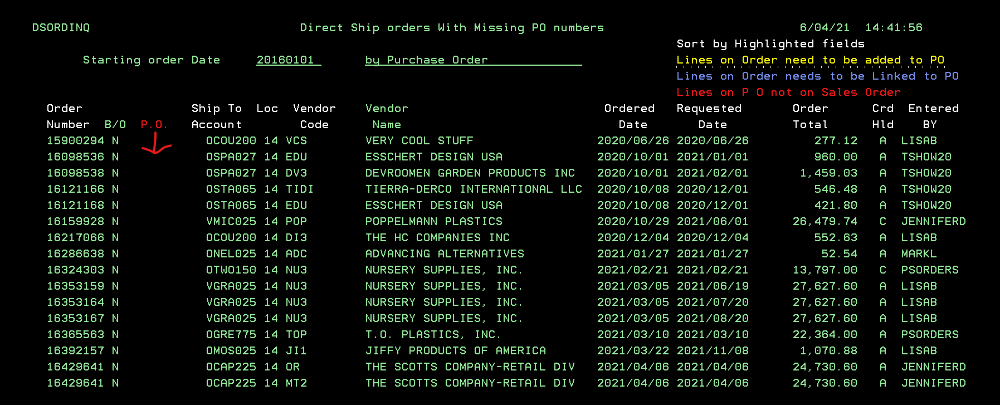 DSORDINQ Direct Ship orders With Missing PO numbers 6/04/21 14:41:56
Sort by Highlighted fields
Starting order Date 20160101 by Purchase Order Lines on Order need to be added to PO
Lines on Order needs to be Linked to PO
Lines on P O not on Sales Order
Order Ship To Loc Vendor Vendor Ordered Requested Order Crd Entered
Number B/O P.O. Account Code Name Date Date Total Hld BY
15900294 N OCOU200 14 VCS VERY COOL STUFF 2020/06/26 2020/06/26 277.12 A LISAB
16098536 N OSPA027 14 EDU ESSCHERT DESIGN USA 2020/10/01 2021/01/01 960.00 A TSHOW20
16098538 N OSPA027 14 DV3 DEVROOMEN GARDEN PRODUCTS INC 2020/10/01 2021/02/01 1,459.03 A TSHOW20
16121166 N OSTA065 14 TIDI TIERRA-DERCO INTERNATIONAL LLC 2020/10/08 2020/12/01 546.48 A TSHOW20
16121168 N OSTA065 14 EDU ESSCHERT DESIGN USA 2020/10/08 2020/12/01 421.80 A TSHOW20
16159928 N VMIC025 14 POP POPPELMANN PLASTICS 2020/10/29 2021/06/01 26,479.74 C JENNIFERD
16217066 N OCOU200 14 DI3 THE HC COMPANIES INC 2020/12/04 2020/12/04 552.63 A LISAB
16286638 N ONEL025 14 ADC ADVANCING ALTERNATIVES 2021/01/27 2021/01/27 52.54 A MARKL
16324303 N OTWO150 14 NU3 NURSERY SUPPLIES, INC. 2021/02/21 2021/02/21 13,797.00 C PSORDERS
16353159 N VGRA025 14 NU3 NURSERY SUPPLIES, INC. 2021/03/05 2021/06/19 27,627.60 A LISAB
16353164 N VGRA025 14 NU3 NURSERY SUPPLIES, INC. 2021/03/05 2021/07/20 27,627.60 A LISAB
16353167 N VGRA025 14 NU3 NURSERY SUPPLIES, INC. 2021/03/05 2021/08/20 27,627.60 A LISAB
16365563 N OGRE775 14 TOP T.O. PLASTICS, INC. 2021/03/10 2021/03/10 22,364.00 A PSORDERS
16392157 N OMOS025 14 JI1 JIFFY PRODUCTS OF AMERICA 2021/03/22 2021/11/08 1,070.88 A LISAB
16429641 N OCAP225 14 OR THE SCOTTS COMPANY-RETAIL DIV 2021/04/06 2021/04/06 24,730.60 A JENNIFERD
16429641 N OCAP225 14 MT2 THE SCOTTS COMPANY-RETAIL DIV 2021/04/06 2021/04/06 24,730.60 A JENNIFERD